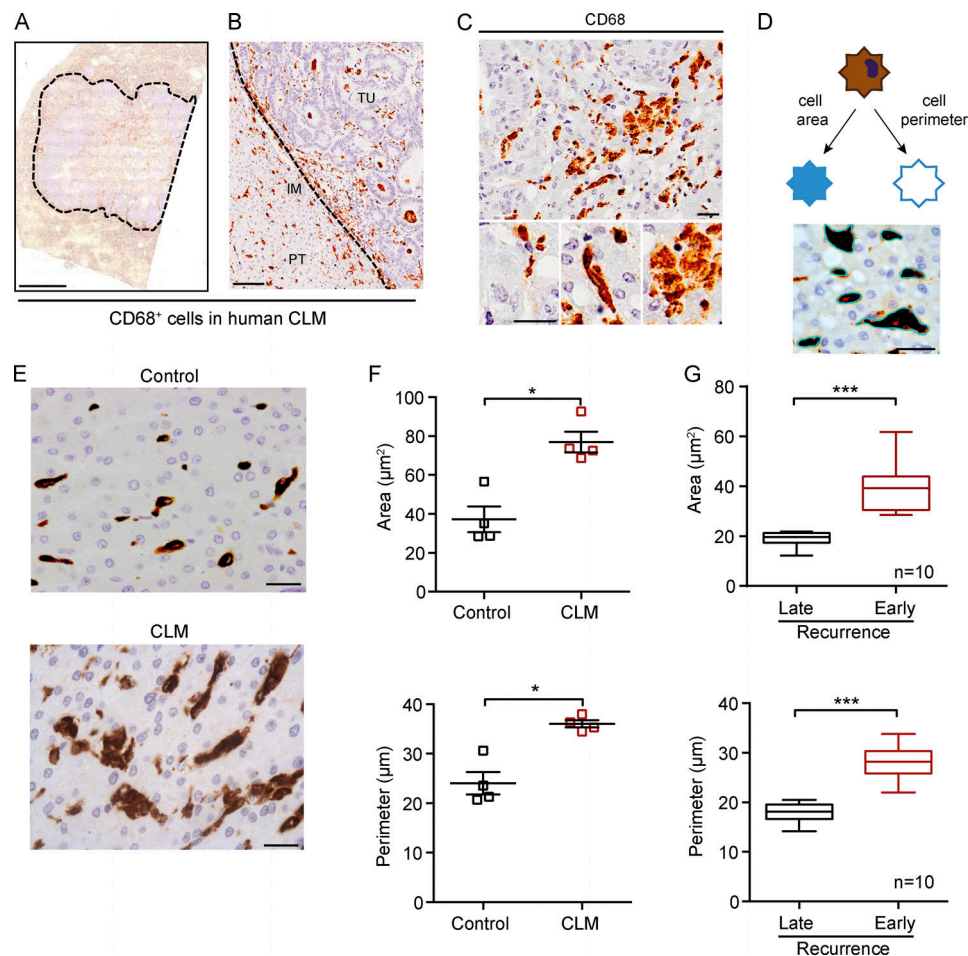 A
B
TU
IM
PT
CD68⁺ cells in human CLM
C
CD68
D
cell area
cell perimeter
E
Control
CLM
F
Area (µm²)
100
80
60
40
20
0
*
Control
CLM
Perimeter (µm)
40
30
20
10
0
*
Control
CLM
G
Area (µm²)
80
60
40
20
0
***
n=10
Late
Early
Recurrence
Perimeter (µm)
40
30
20
10
0
***
n=10
Late
Early
Recurrence